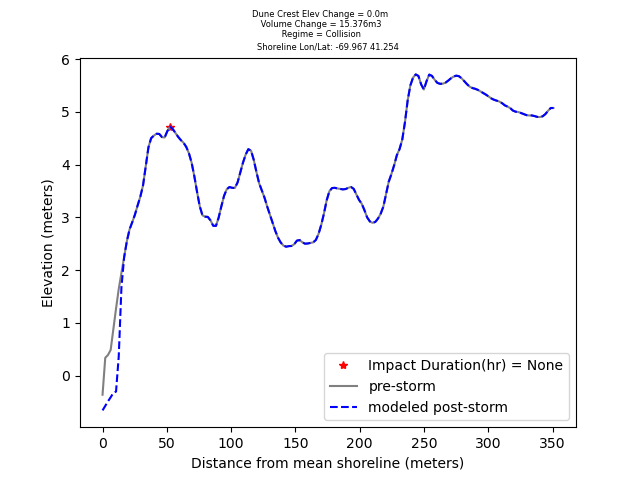 Dune Crest Elev Change = 0.0m
Volume Change = 15.376m3
Regime = Collision
Shoreline Lon/Lat: -69.967 41.254
6
5
4
3
2
1
0
Elevation (meters)
Impact Duration(hr) = None
pre-storm
modeled post-storm
0 50 100 150 200 250 300 350
Distance from mean shoreline (meters)